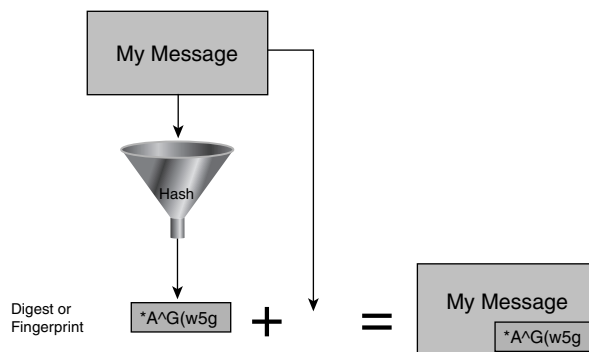 My Message
Hash
Digest or
Fingerprint
*A^G(w5g
+
=
My Message
*A^G(w5g